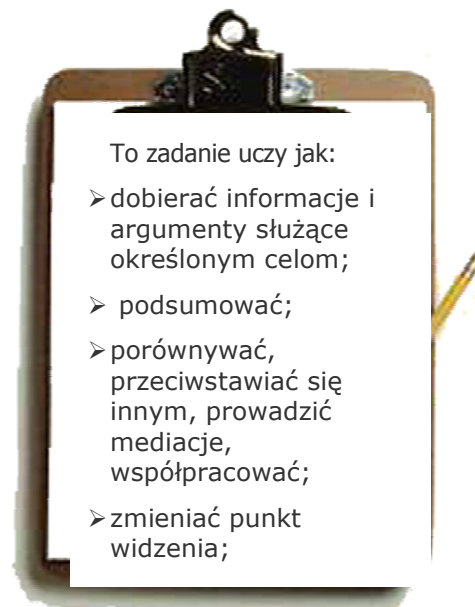 To zadanie uczy jak:
➢ dobierać informacje i
argumenty służące
określonym celom;
➢ podsumować;
➢ porównywać,
przeciwstawiać się
innym, prowadzić
mediacje,
współpracować;
➢ zmieniać punkt
widzenia;